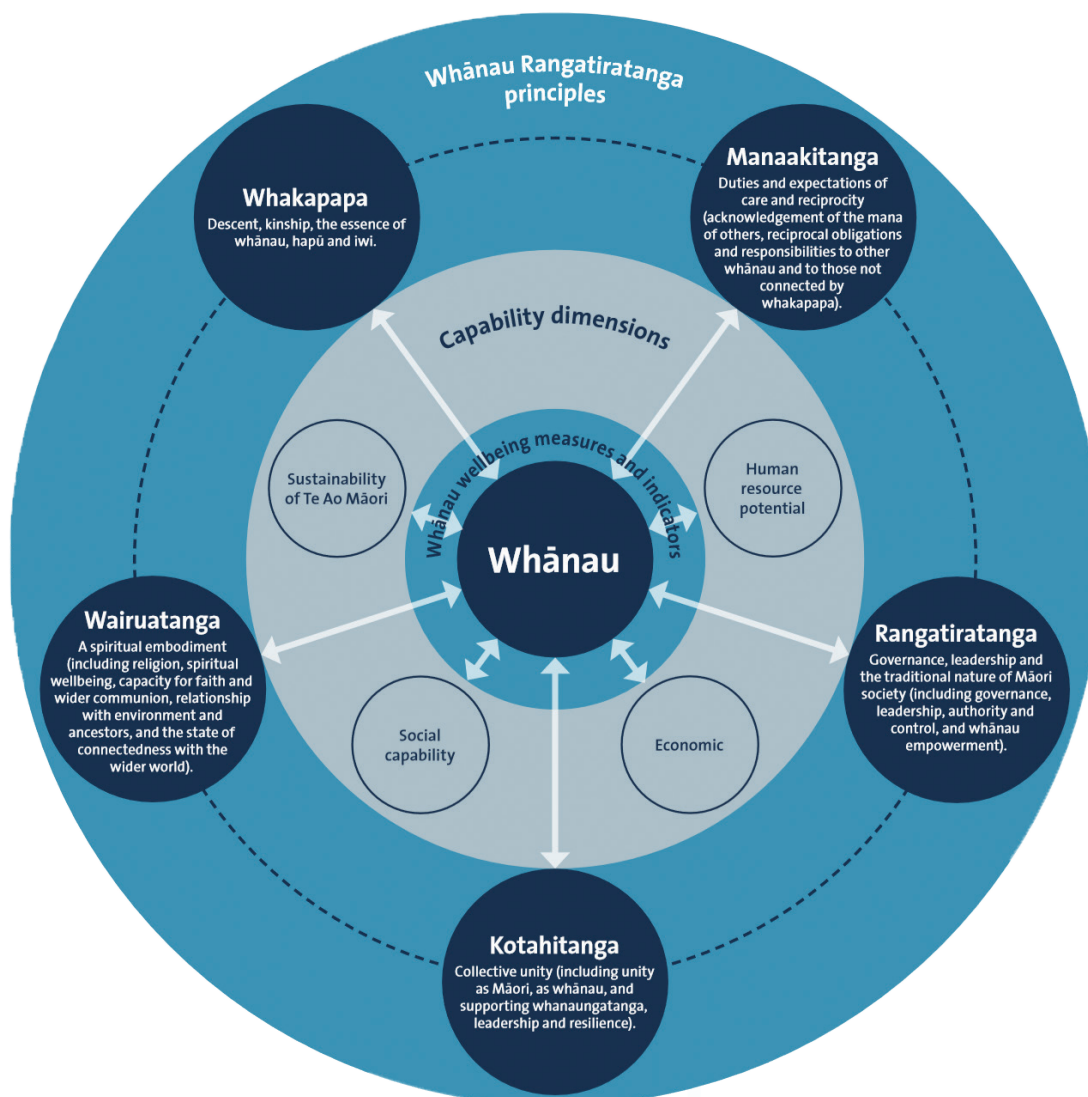 Whānau Rangatiratanga
principles
Whakapapa
Descent, kinship, the essence of
whānau, hapū and iwi.
Manaakitanga
Duties and expectations of
care and reciprocity
(acknowledgement of the mana
of others, reciprocal obligations
and responsibilities to other
whānau and to those not
connected by
whakapapa).
Capability dimensions
Whānau wellbeing measures and indicators
Sustainability
of Te Ao Māori
Human
resource
potential
Whānau
Wairuatanga
A spiritual embodiment
(including religion, spiritual
wellbeing, capacity for faith and
wider communion, relationship
with environment and
ancestors, and the state of
connectedness with the
wider world).
Rangatiratanga
Governance, leadership and
the traditional nature of Māori
society (including governance,
leadership, authority and
control, and whānau
empowerment).
Social
capability
Economic
Kotahitanga
Collective unity (including unity
as Māori, as whānau, and
supporting whanaungatanga,
leadership and resilience).